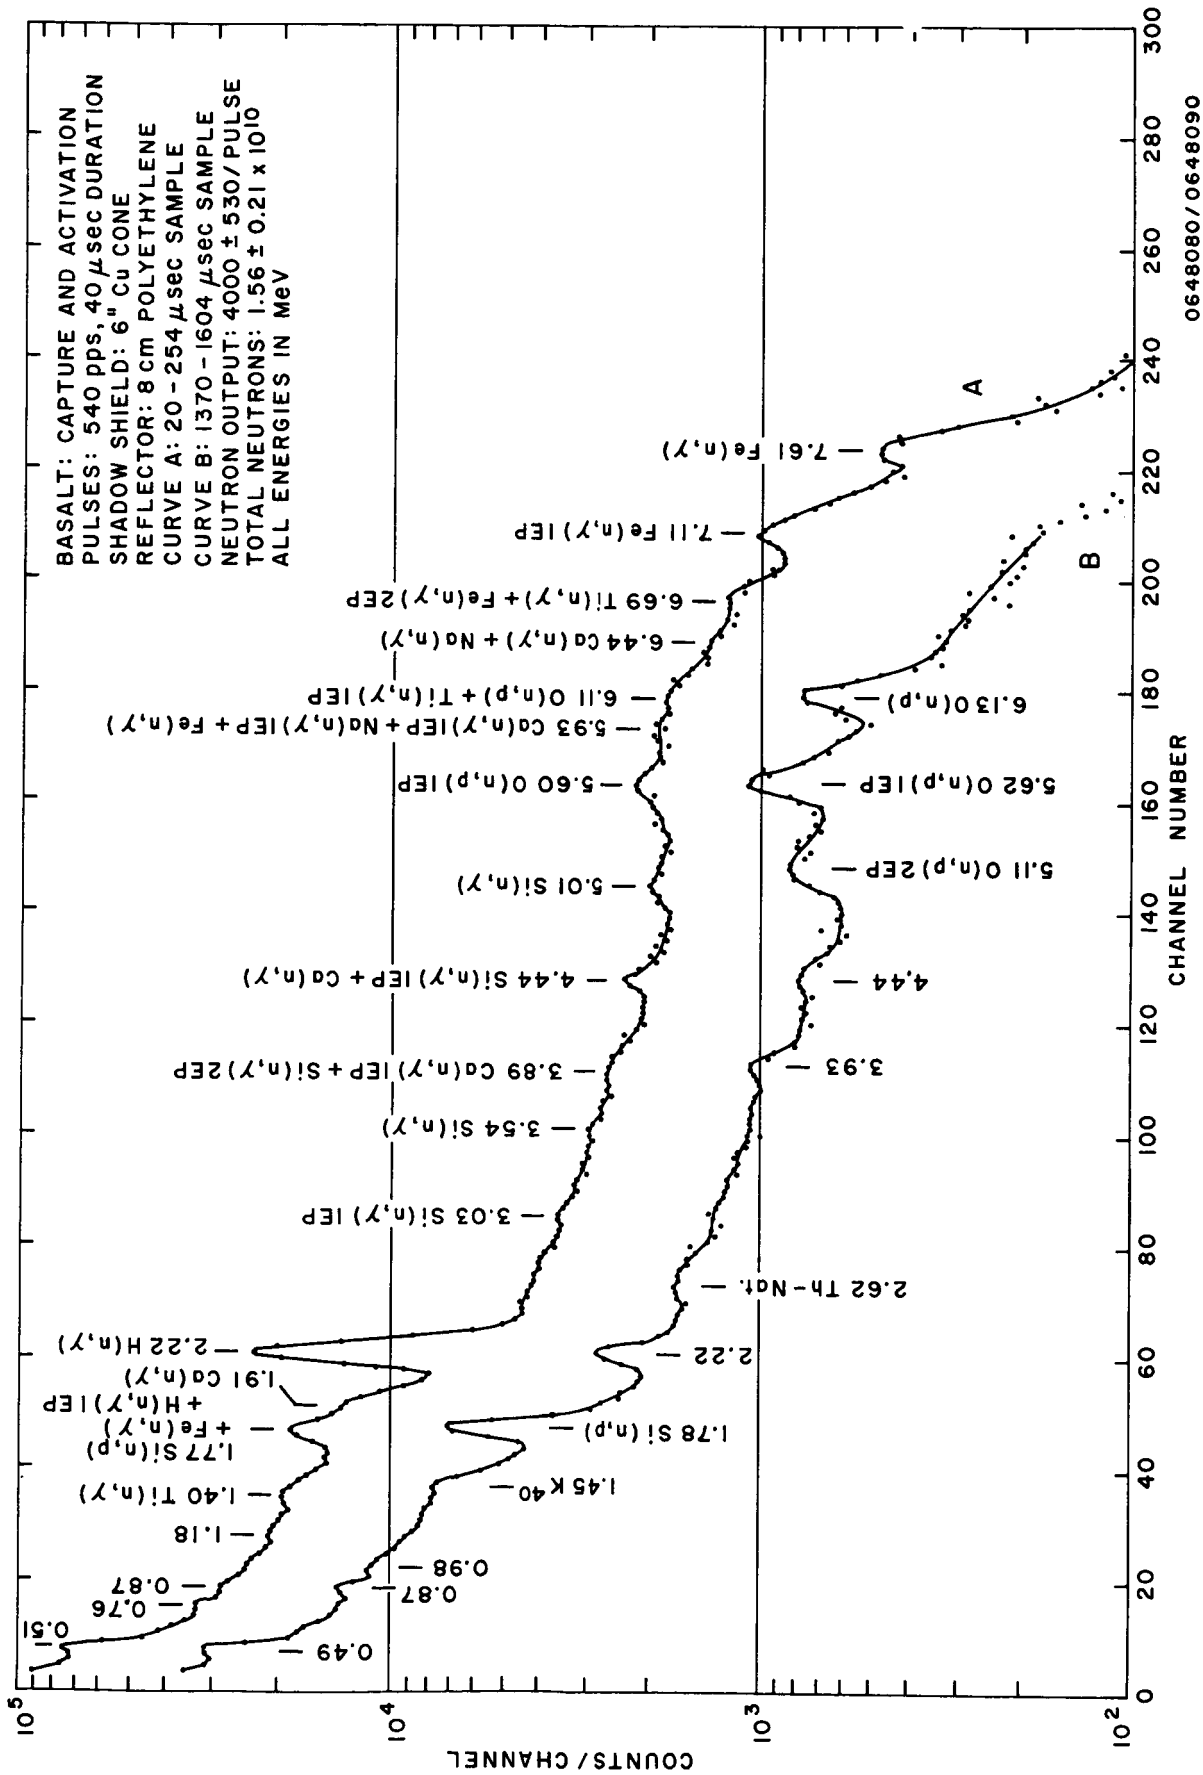 BASALT: CAPTURE AND ACTIVATION
PULSES: 540 pps, 40 μsec DURATION
SHADOW SHIELD: 6" Cu CONE
REFLECTOR: 8 cm POLYETHYLENE
CURVE A: 20-254 μsec SAMPLE
CURVE B: 1370-1604 μsec SAMPLE
NEUTRON OUTPUT: 4000 ± 530/PULSE
TOTAL NEUTRONS: 1.56 ± 0.21 x 10¹⁰
ALL ENERGIES IN MeV
0.51
0.76
0.87
1.18
1.40 Ti(n,γ)
1.77 Si(n,p)
+ Fe(n,γ)
+ H(n,γ)1EP
1.91 Ca(n,γ)
2.22 H(n,γ)
3.03 Si(n,γ)1EP
3.54 Si(n,γ)
3.89 Ca(n,γ)1EP + Si(n,γ)2EP
4.44 Si(n,γ)1EP + Ca(n,γ)
5.01 Si(n,γ)
5.60 O(n,p)1EP
5.93 Ca(n,γ)1EP + Na(n,γ)1EP + Fe(n,γ)
6.11 O(n,p) + Ti(n,γ)1EP
6.44 Ca(n,γ) + Na(n,γ)
6.69 Ti(n,γ) + Fe(n,γ)2EP
7.11 Fe(n,γ)1EP
7.61 Fe(n,γ)
A
0.49
0.87
0.98
1.45 K 40
1.78 Si(n,p)
2.22
2.62 Th-Nat.
3.93
4.44
5.11 O(n,p)2EP
5.62 O(n,p)1EP
6.13 O(n,p)
B
10⁵
10⁴
10³
10²
COUNTS/CHANNEL
0 20 40 60 80 100 120 140 160 180 200 220 240 260 280 300
CHANNEL NUMBER
0648080/0648090